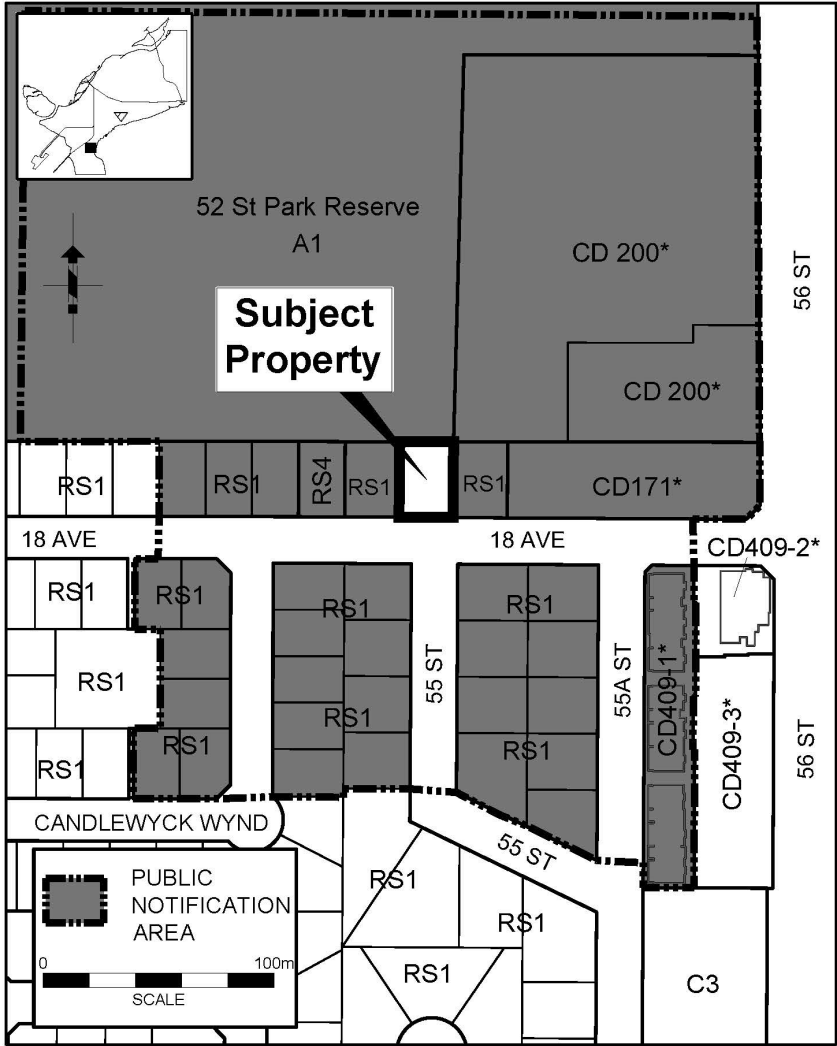 52 St Park Reserve
A1
CD 200*
56 ST
Subject
Property
CD 200*
RS1
RS1
RS4
RS1
RS1
CD171*
18 AVE
18 AVE
CD409-2*
RS1
RS1
RS1
RS1
RS1
55 ST
55A ST
CD409-1*
CD409-3*
56 ST
RS1
RS1
RS1
RS1
CANDLEWYCK WYND
55 ST
PUBLIC
NOTIFICATION
AREA
0 100m
SCALE
RS1
RS1
RS1
C3